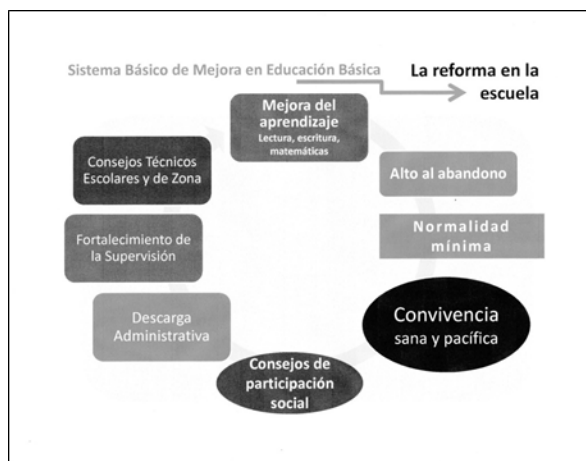 Sistema Básico de Mejora en Educación Básica
La reforma en la
escuela
Mejora del
aprendizaje
Lectura, escritura,
matemáticas
Consejos Técnicos
Escolares y de Zona
Alto al abandono
Fortalecimiento de
la Supervisión
Normalidad
mínima
Descarga
Administrativa
Convivencia
sana y pacífica
Consejos de
participación
social